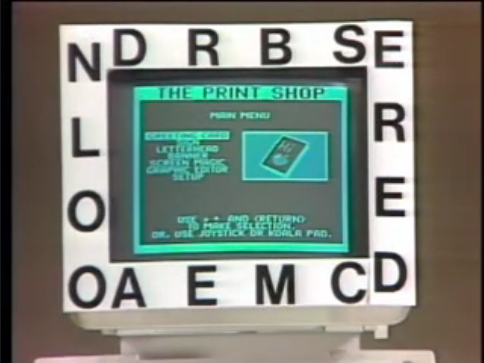 N D R B S E
THE PRINT SHOP
MAIN MENU
GREETING CARD
SIGN
LETTERHEAD
BANNER
SCREEN MAGIC
GRAPHIC EDITOR
SETUP
L R
O E
USE ← → AND <RETURN>
TO MAKE SELECTION.
OR, USE JOYSTICK OR KOALA PAD.
O A E M C D